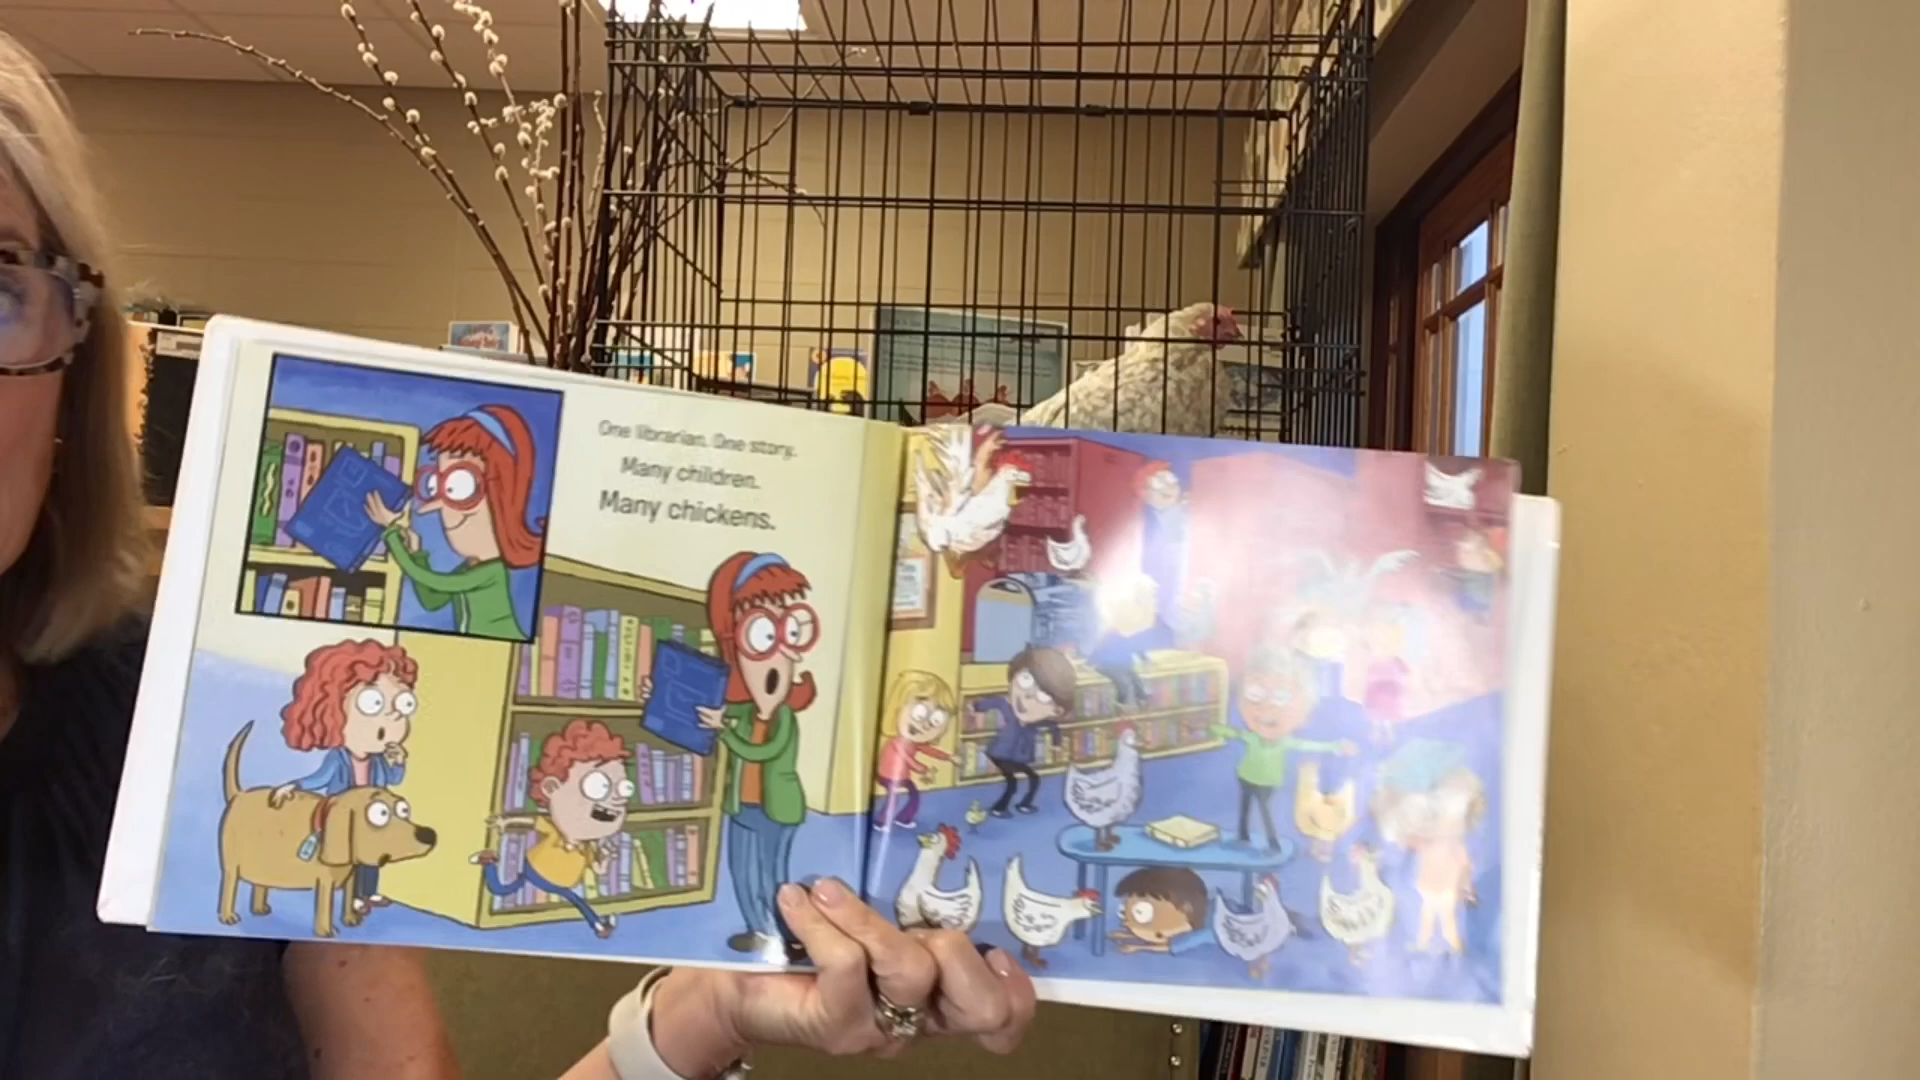 One librarian. One story.
Many children.
Many chickens.